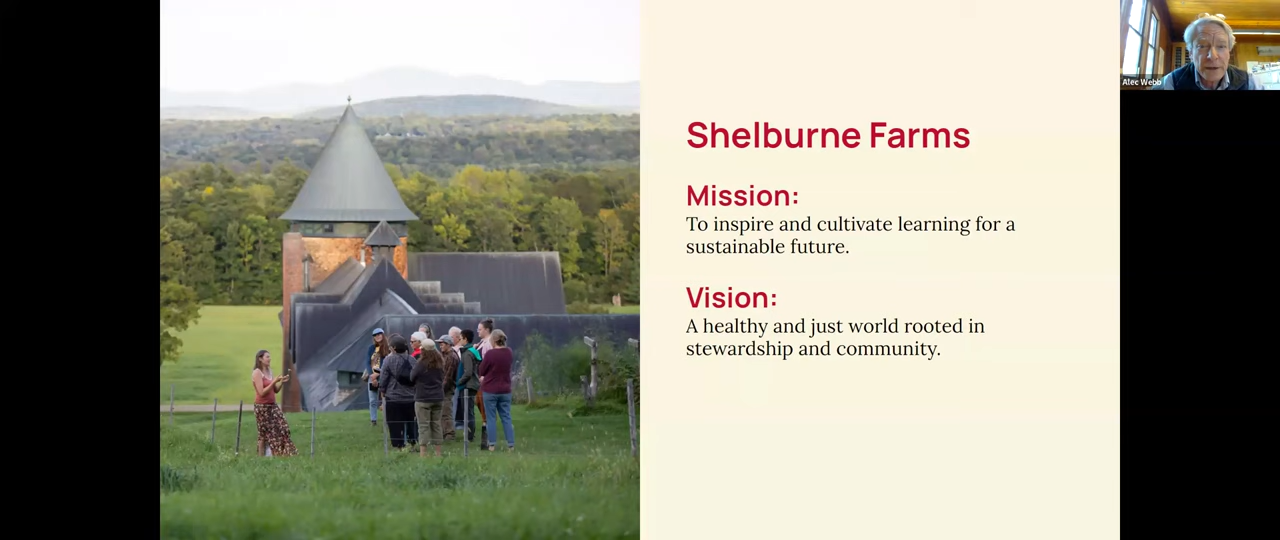 Shelburne Farms
Mission:
To inspire and cultivate learning for a
sustainable future.
Vision:
A healthy and just world rooted in
stewardship and community.
Alec Webb